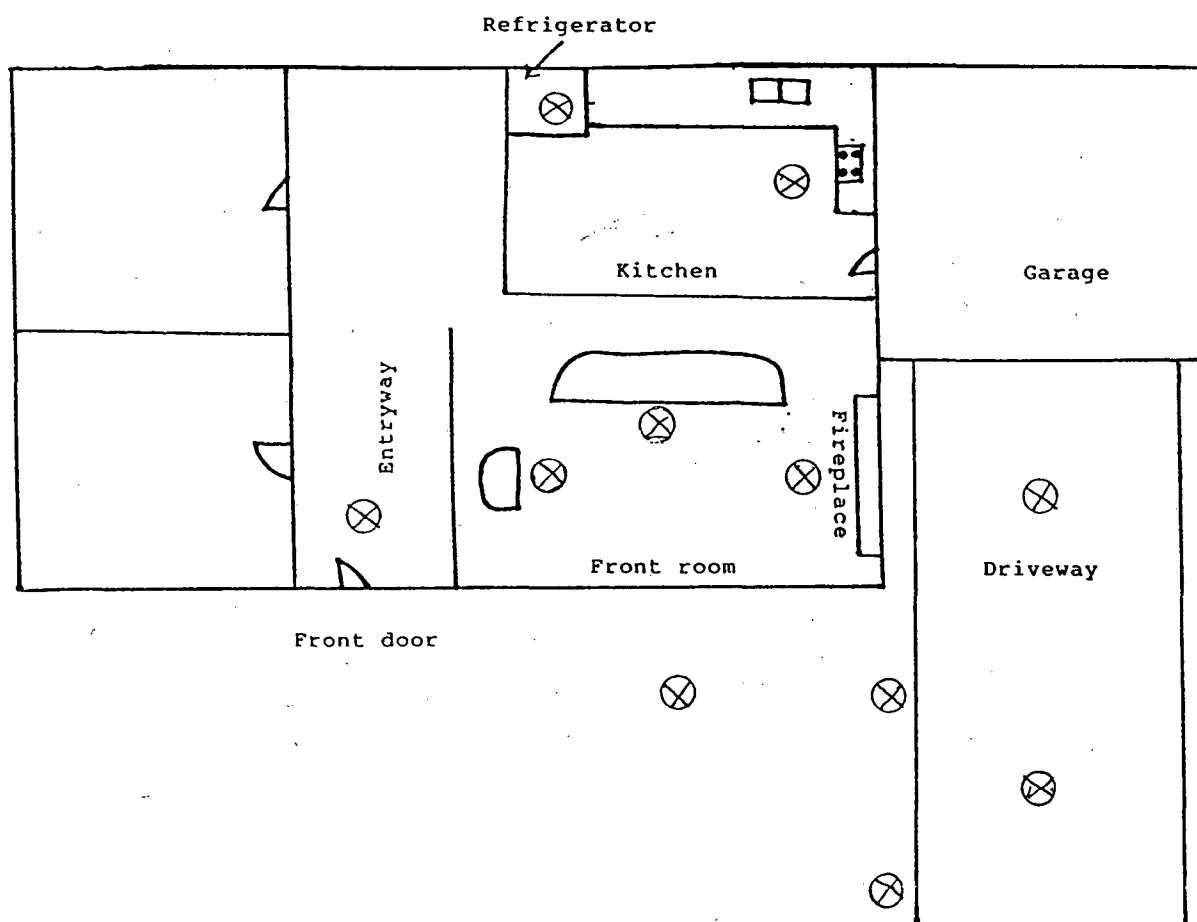 Refrigerator
Kitchen
Garage
Entryway
Fireplace
Front room
Driveway
Front door